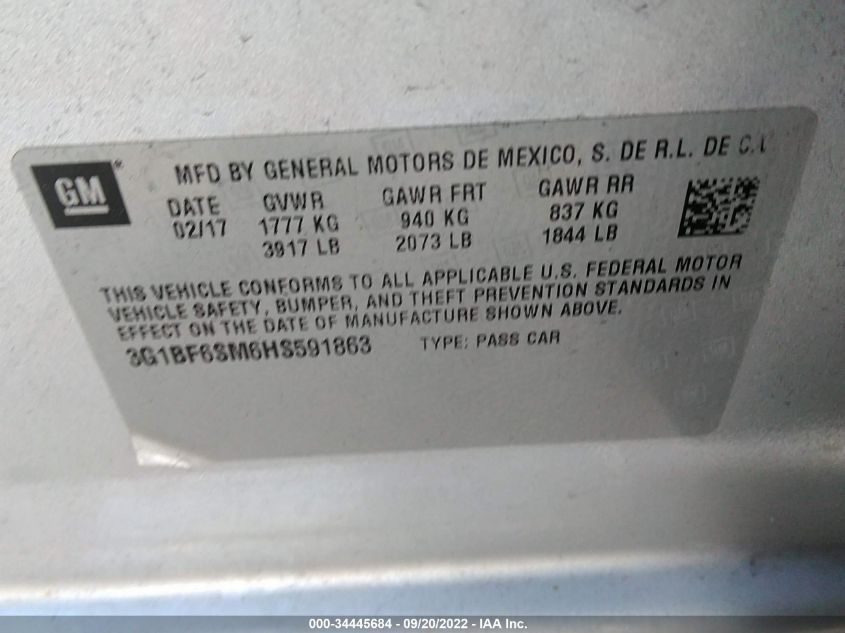 GM®
MFD BY GENERAL MOTORS DE MEXICO, S. DE R.L. DE
DATE GVWR GAWR FRT GAWR RR
02/17 1777 KG 940 KG 837 KG
3917 LB 2073 LB 1844 LB
THIS VEHICLE CONFORMS TO ALL APPLICABLE U.S. FEDERAL MOTOR
VEHICLE SAFETY, BUMPER, AND THEFT PREVENTION STANDARDS IN
EFFECT ON THE DATE OF MANUFACTURE SHOWN ABOVE.
3G1BF6SM6HS591863 TYPE: PASS CAR
000-34445684 - 09/20/2022 - IAA Inc.